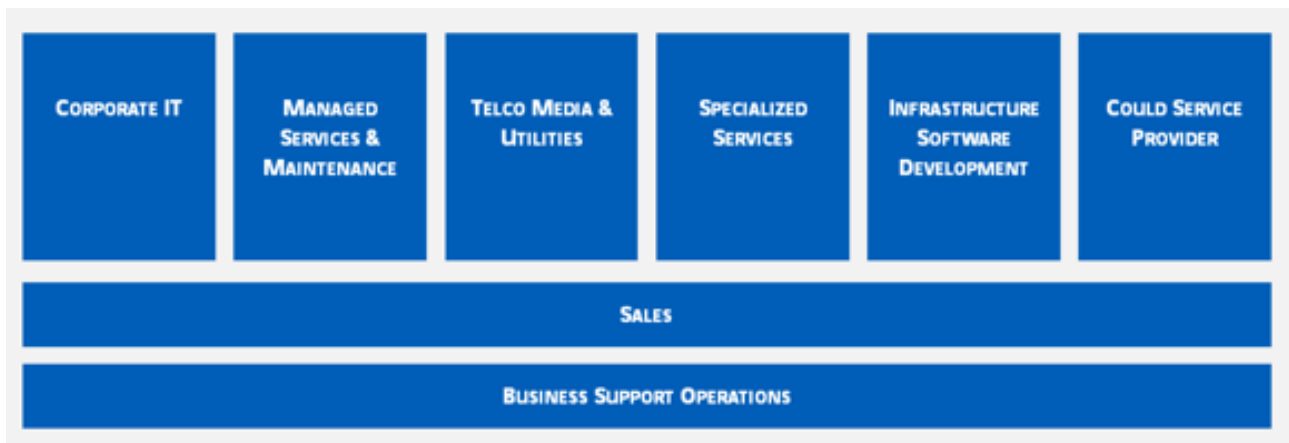 Corporate IT
Managed
Services &
Maintenance
Telco Media &
Utilities
Specialized
Services
Infrastructure
Software
Development
Could Service
Provider
Sales
Business Support Operations